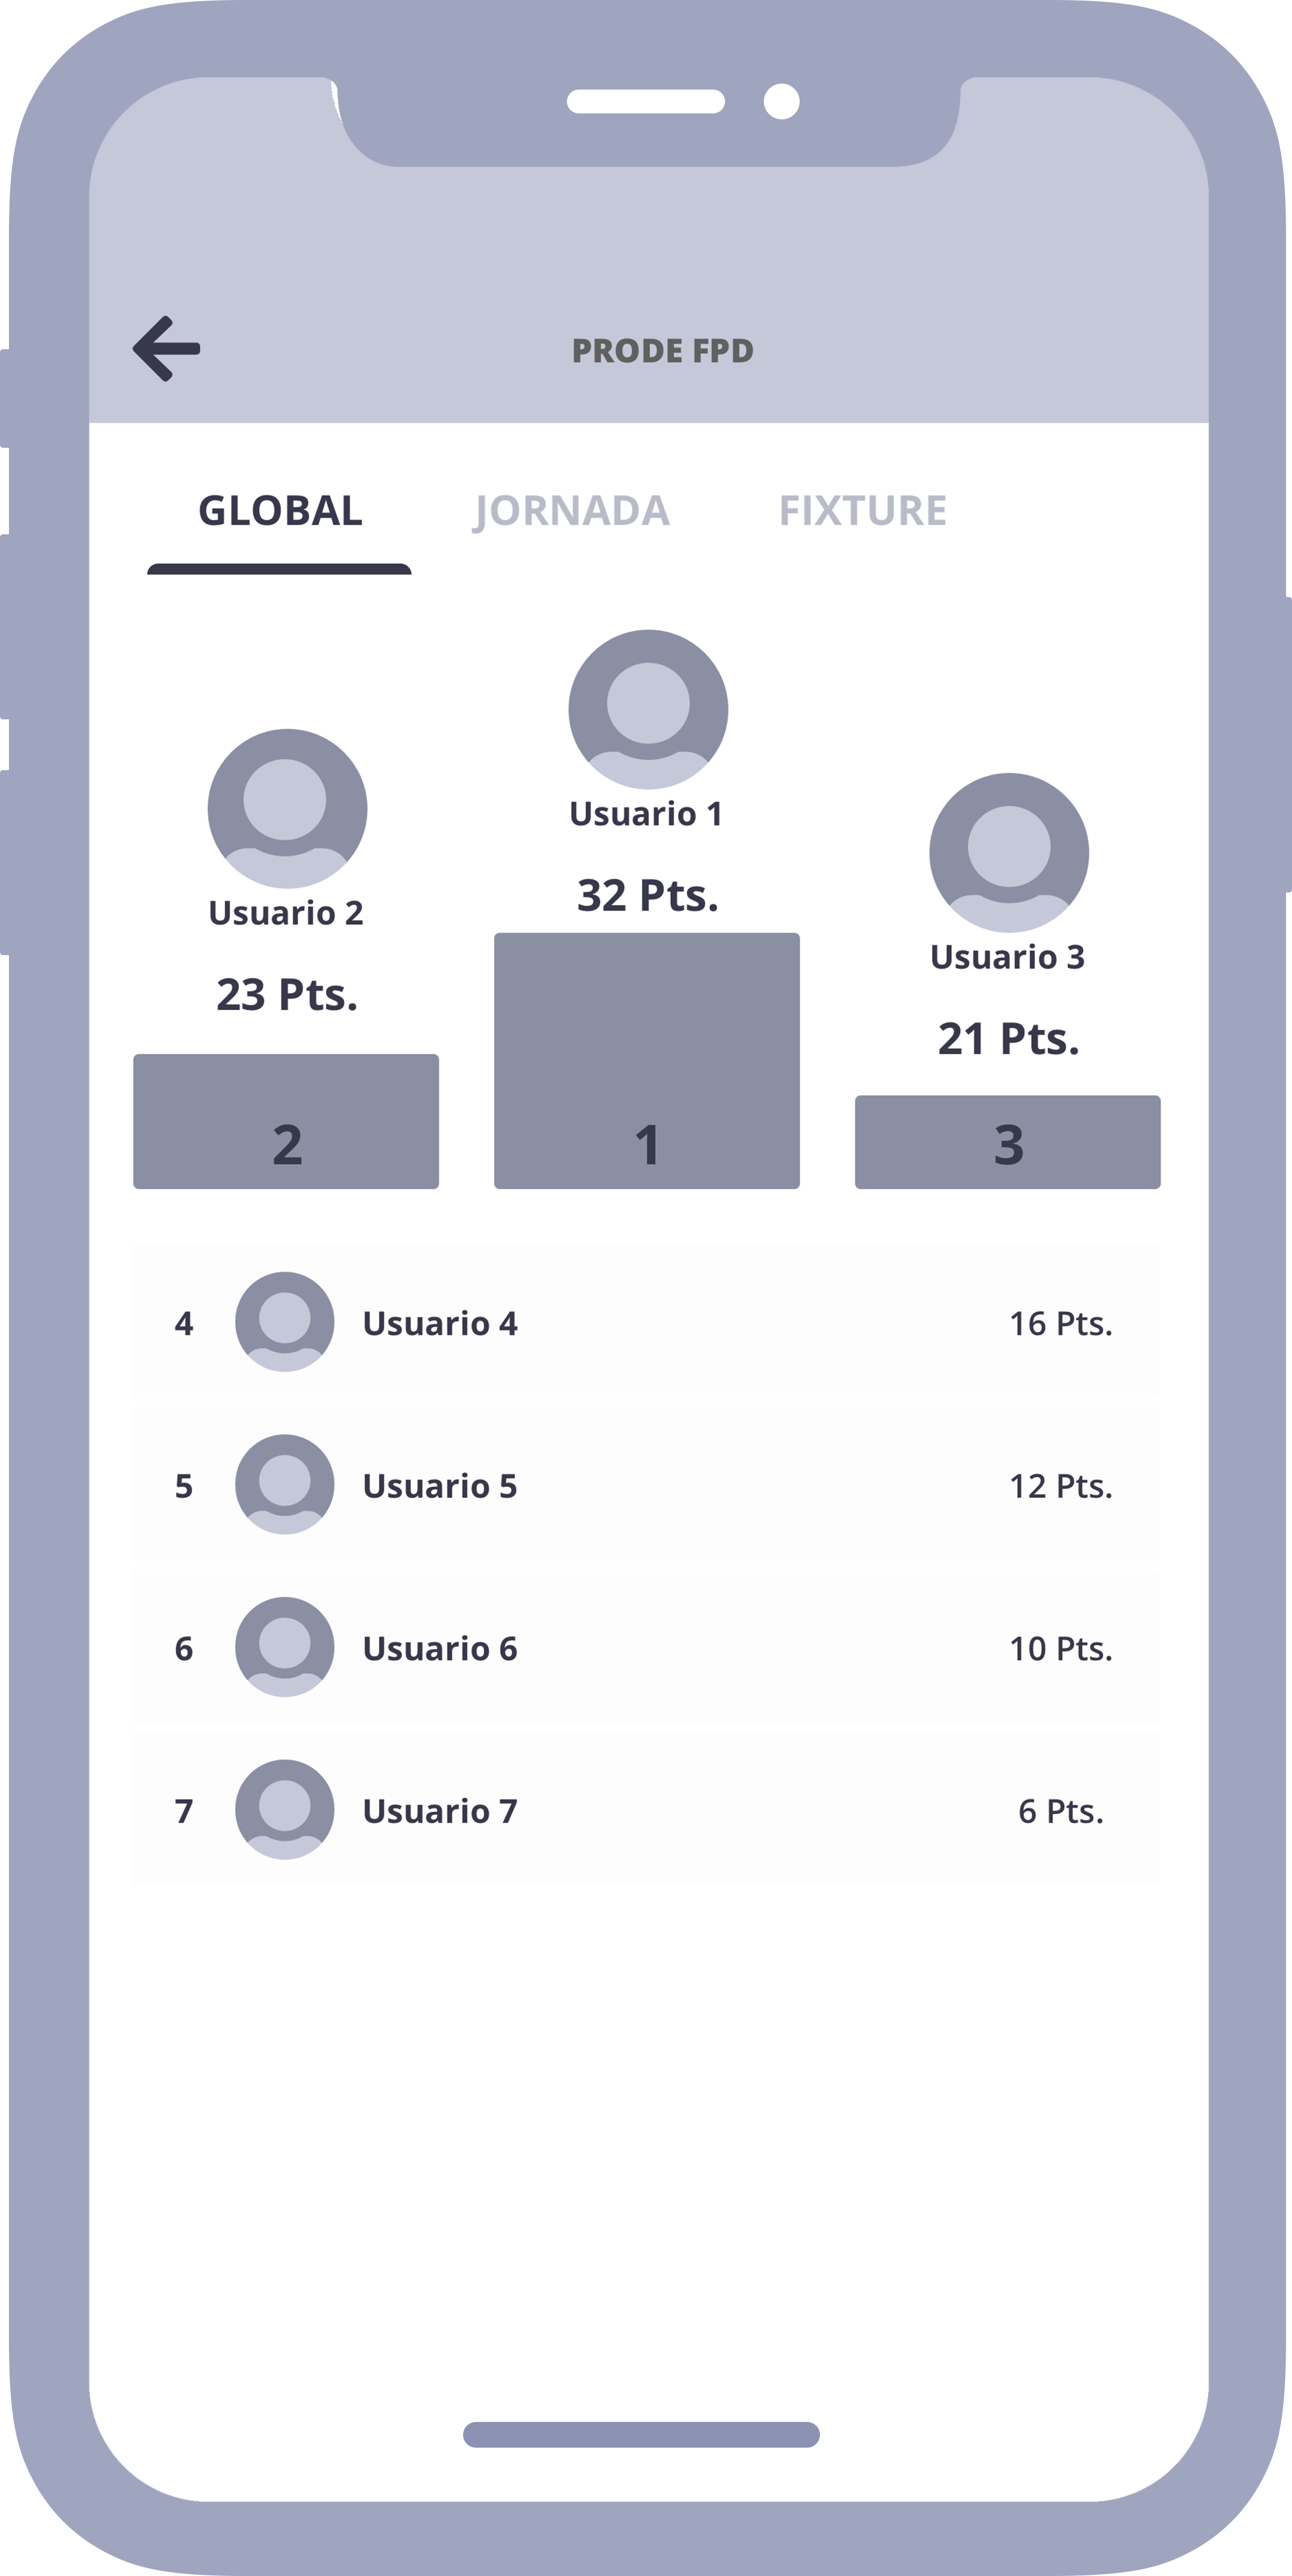 PRODE FPD
GLOBAL JORNADA FIXTURE
Usuario 1
32 Pts.
Usuario 2
23 Pts.
Usuario 3
21 Pts.
2 1 3
4 Usuario 4 16 Pts.
5 Usuario 5 12 Pts.
6 Usuario 6 10 Pts.
7 Usuario 7 6 Pts.